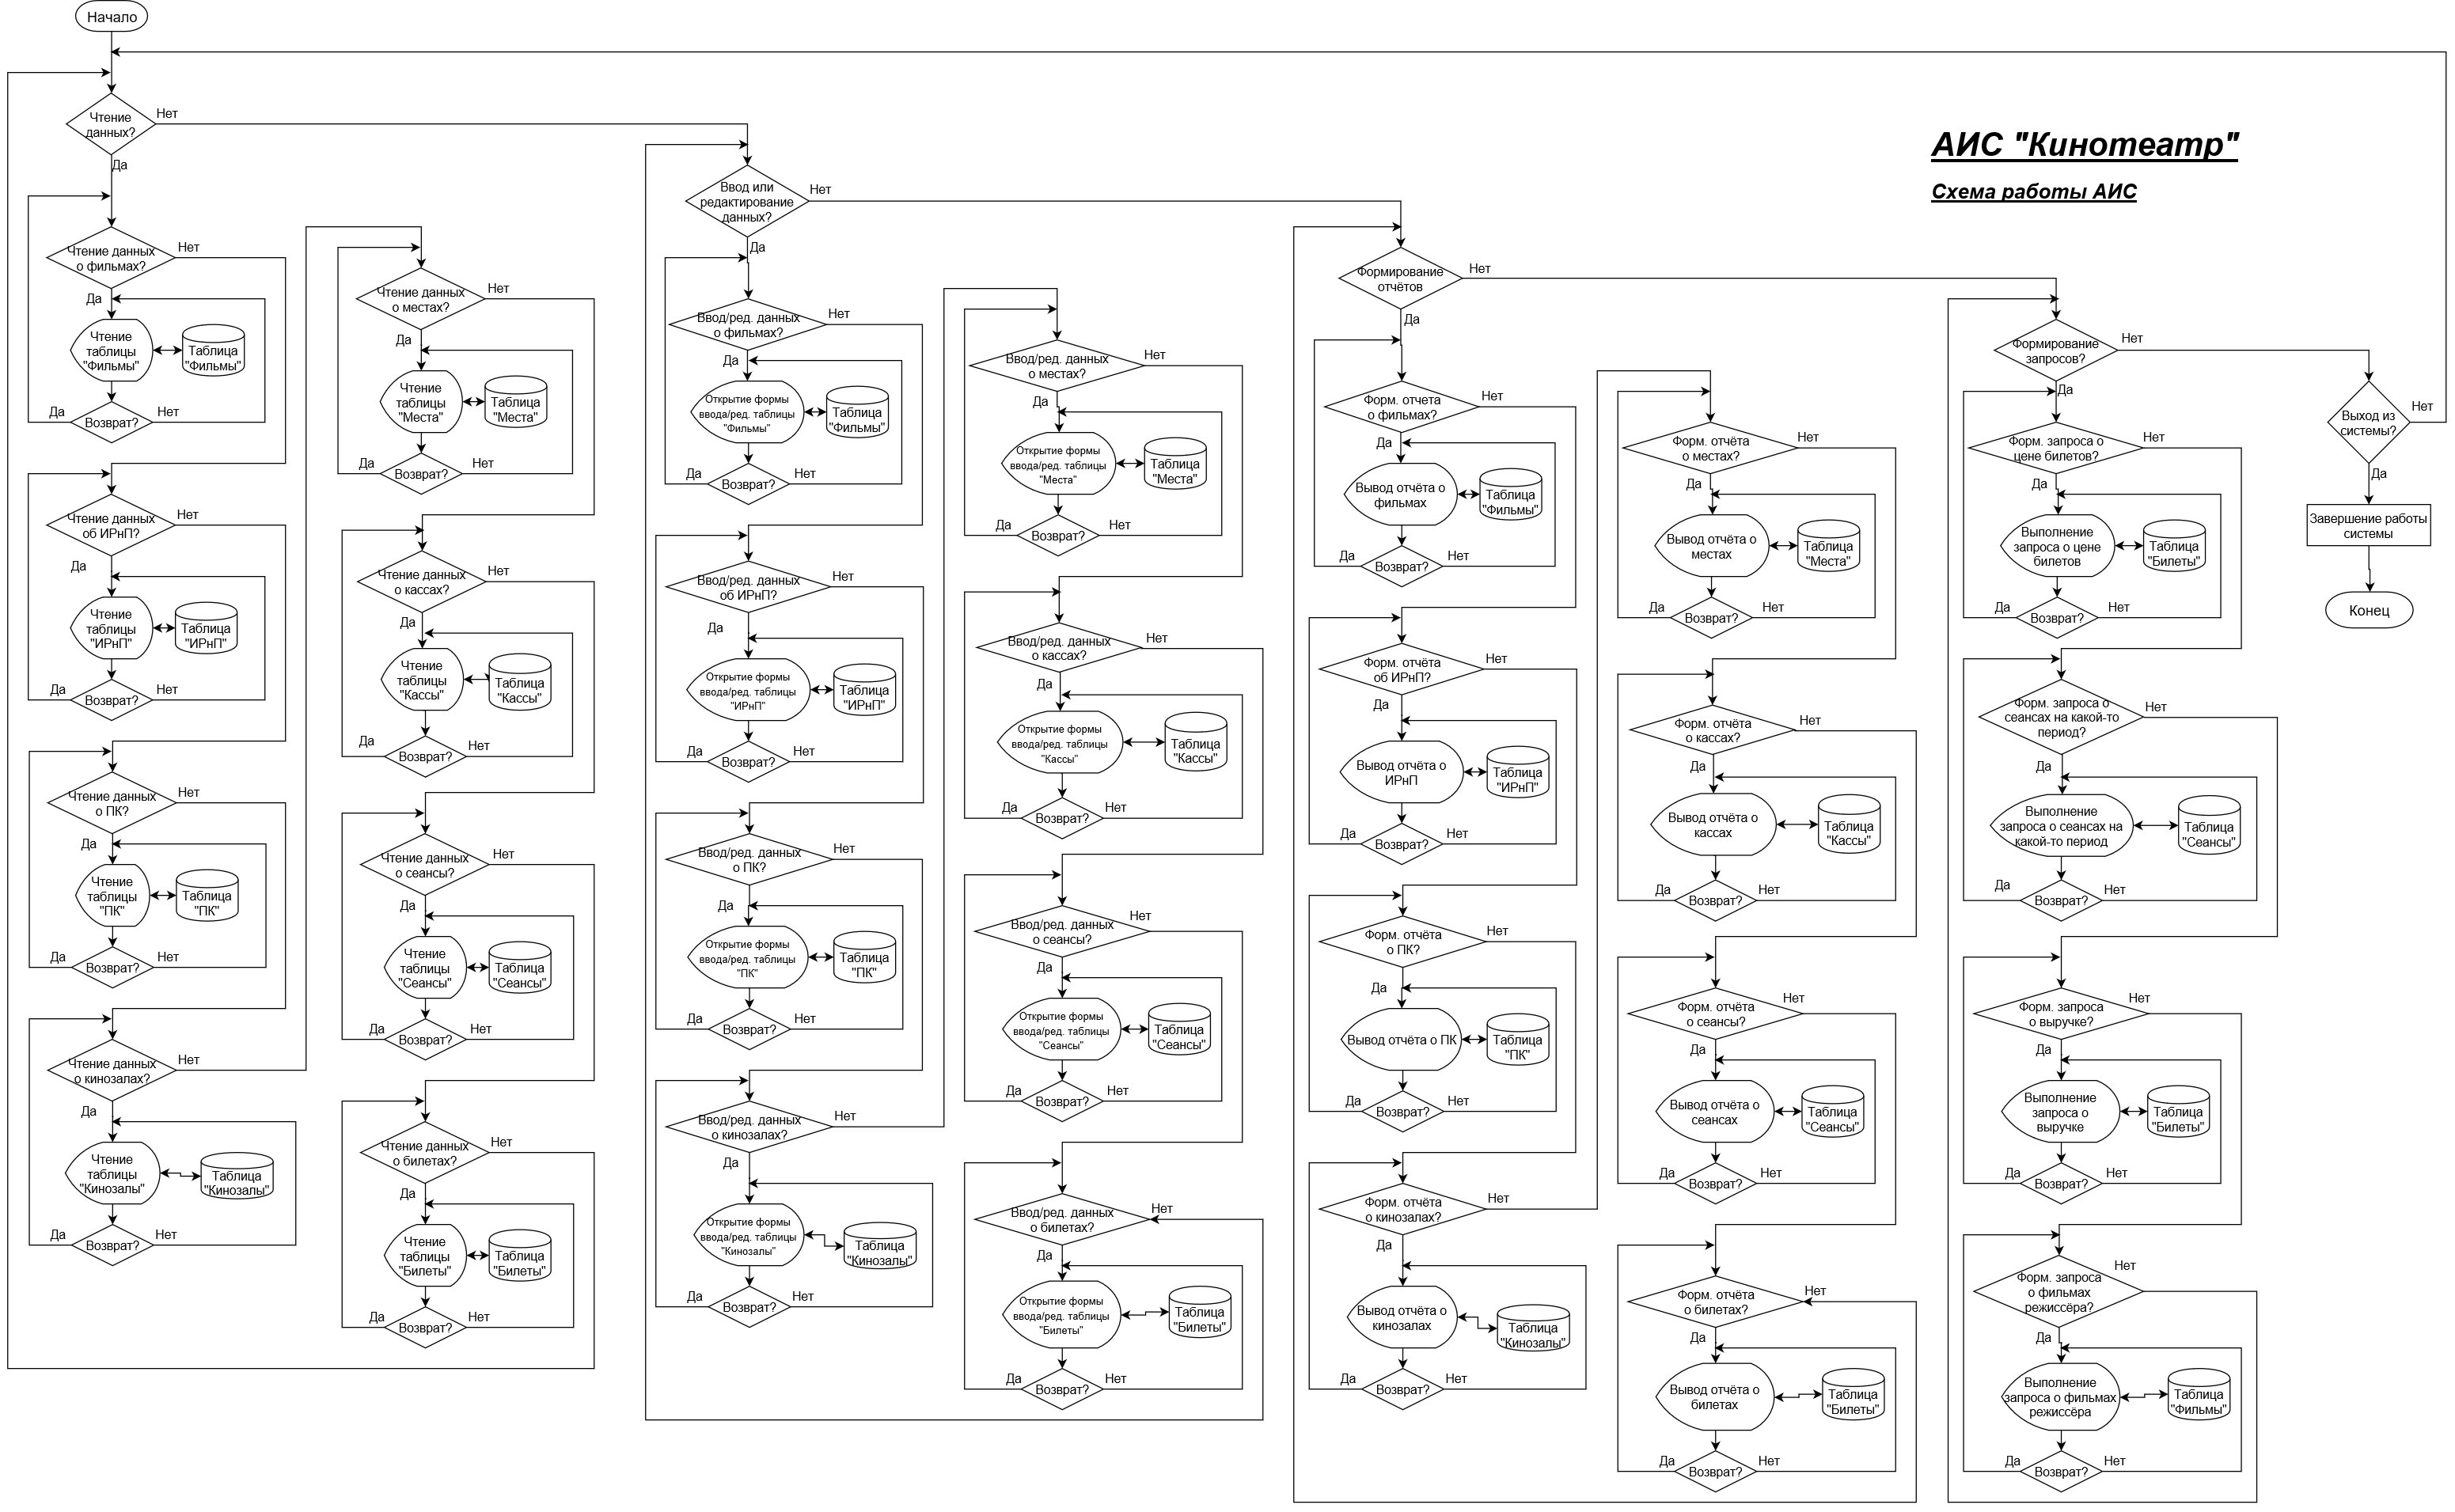 Начало
АИС "Кинотеатр"
Схема работы АИС
Чтение
данных?
Нет
Да
Чтение данных
о фильмах?
Нет
Да
Чтение
таблицы
"Фильмы"
Таблица
"Фильмы"
Да
Возврат?
Нет
Чтение данных
об ИРнП?
Нет
Да
Чтение
таблицы
"ИРнП"
Таблица
"ИРнП"
Да
Возврат?
Нет
Чтение данных
о ПК?
Нет
Да
Чтение
таблицы
"ПК"
Таблица
"ПК"
Да
Возврат?
Нет
Чтение данных
о кинозалах?
Нет
Да
Чтение
таблицы
"Кинозалы"
Таблица
"Кинозалы"
Да
Возврат?
Нет
Чтение данных
о местах?
Нет
Да
Чтение
таблицы
"Места"
Таблица
"Места"
Да
Возврат?
Нет
Чтение данных
о кассах?
Нет
Да
Чтение
таблицы
"Кассы"
Таблица
"Кассы"
Да
Возврат?
Нет
Чтение данных
о сеансы?
Нет
Да
Чтение
таблицы
"Сеансы"
Таблица
"Сеансы"
Да
Возврат?
Нет
Чтение данных
о билетах?
Нет
Да
Чтение
таблицы
"Билеты"
Таблица
"Билеты"
Да
Возврат?
Нет
Ввод или
редактирование
данных?
Нет
Да
Ввод/ред. данных
о фильмах?
Нет
Да
Открытие формы
ввода/ред. таблицы
"Фильмы"
Таблица
"Фильмы"
Да
Возврат?
Нет
Ввод/ред. данных
об ИРнП?
Нет
Да
Открытие формы
ввода/ред. таблицы
"ИРнП"
Таблица
"ИРнП"
Да
Возврат?
Нет
Ввод/ред. данных
о ПК?
Нет
Да
Открытие формы
ввода/ред. таблицы
"ПК"
Таблица
"ПК"
Да
Возврат?
Нет
Ввод/ред. данных
о кинозалах?
Нет
Да
Открытие формы
ввода/ред. таблицы
"Кинозалы"
Таблица
"Кинозалы"
Да
Возврат?
Нет
Ввод/ред. данных
о местах?
Нет
Да
Открытие формы
ввода/ред. таблицы
"Места"
Таблица
"Места"
Да
Возврат?
Нет
Ввод/ред. данных
о кассах?
Нет
Да
Открытие формы
ввода/ред. таблицы
"Кассы"
Таблица
"Кассы"
Да
Возврат?
Нет
Ввод/ред. данных
о сеансы?
Нет
Да
Открытие формы
ввода/ред. таблицы
"Сеансы"
Таблица
"Сеансы"
Да
Возврат?
Нет
Ввод/ред. данных
о билетах?
Нет
Да
Открытие формы
ввода/ред. таблицы
"Билеты"
Таблица
"Билеты"
Да
Возврат?
Нет
Формирование
отчётов
Нет
Да
Форм. отчета
о фильмах?
Нет
Да
Вывод отчёта о
фильмах
Таблица
"Фильмы"
Да
Возврат?
Нет
Форм. отчёта
об ИРнП?
Нет
Да
Вывод отчёта о
ИРнП
Таблица
"ИРнП"
Да
Возврат?
Нет
Форм. отчёта
о ПК?
Нет
Да
Вывод отчёта о ПК
Таблица
"ПК"
Да
Возврат?
Нет
Форм. отчёта
о кинозалах?
Нет
Да
Вывод отчёта о
кинозалах
Таблица
"Кинозалы"
Да
Возврат?
Нет
Форм. отчёта
о местах?
Нет
Да
Вывод отчёта о
местах
Таблица
"Места"
Да
Возврат?
Нет
Форм. отчёта
о кассах?
Нет
Да
Вывод отчёта о
кассах
Таблица
"Кассы"
Да
Возврат?
Нет
Форм. отчёта
о сеансы?
Нет
Да
Вывод отчёта о
сеансах
Таблица
"Сеансы"
Да
Возврат?
Нет
Форм. отчёта
о билетах?
Нет
Да
Вывод отчёта о
билетах
Таблица
"Билеты"
Да
Возврат?
Нет
Формирование
запросов?
Нет
Да
Форм. запроса о
цене билетов?
Нет
Да
Выполнение
запроса о цене
билетов
Таблица
"Билеты"
Да
Возврат?
Нет
Форм. запроса о
сеансах на какой-то
период?
Нет
Да
Выполнение
запроса о сеансах на
какой-то период
Таблица
"Сеансы"
Да
Возврат?
Нет
Форм. запроса
о выручке?
Нет
Да
Выполнение
запроса о
выручке
Таблица
"Билеты"
Да
Возврат?
Нет
Форм. запроса
о фильмах
режиссёра?
Нет
Да
Выполнение
запроса о фильмах
режиссёра
Таблица
"Фильмы"
Да
Возврат?
Нет
Выход из
системы?
Нет
Да
Завершение работы
системы
Конец